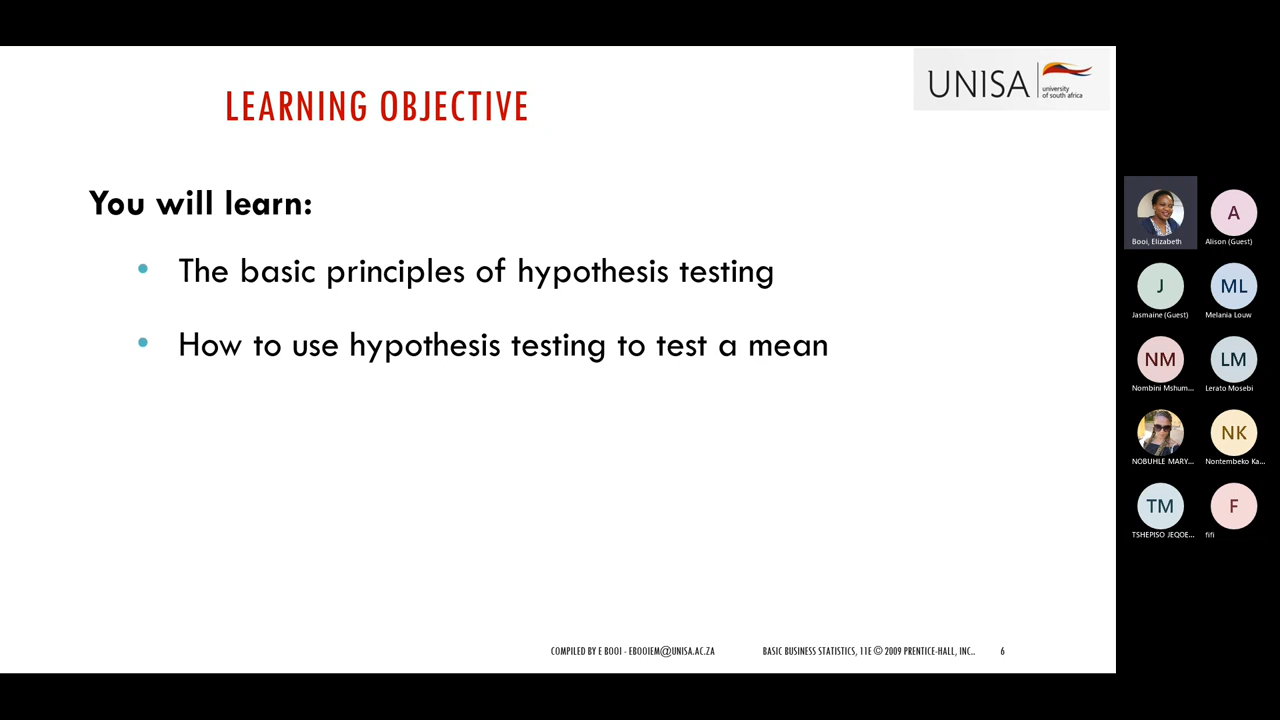 LEARNING OBJECTIVE
UNISA
university
of south africa
You will learn:
• The basic principles of hypothesis testing
• How to use hypothesis testing to test a mean
COMPILED BY E BOOI - EBOOIEM@UNISA.AC.ZA
BASIC BUSINESS STATISTICS, 11E © 2009 PRENTICE-HALL, INC..
6
Booi, Elizabeth
A
Alison (Guest)
J
Jasmaine (Guest)
ML
Melania Louw
NM
Nombini Mshum...
LM
Lerato Mosebi
NOBUHLE MARY...
NK
Nontembeko Ka...
TM
TSHEPISO JEQOE...
F
fifi